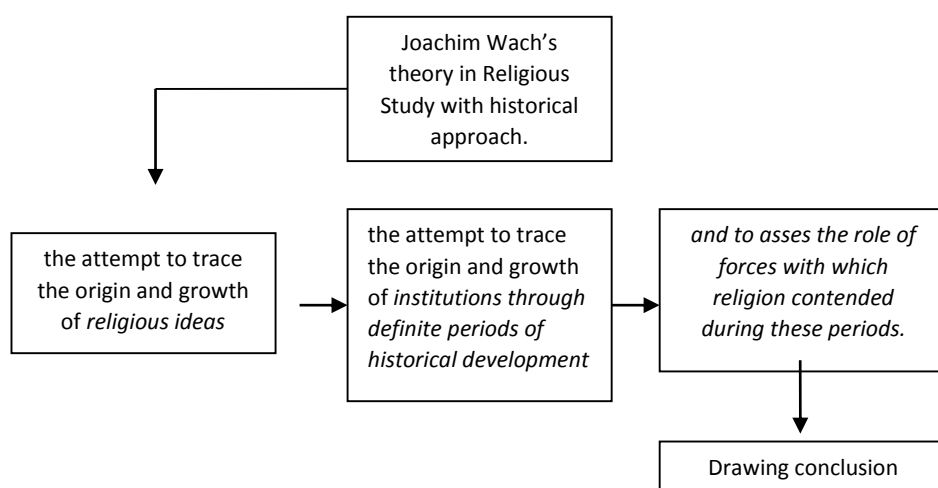 Joachim Wach’s
theory in Religious
Study with historical
approach.
the attempt to trace
the origin and growth
of religious ideas
the attempt to trace
the origin and growth
of institutions through
definite periods of
historical development
and to asses the role of
forces with which
religion contended
during these periods.
Drawing conclusion